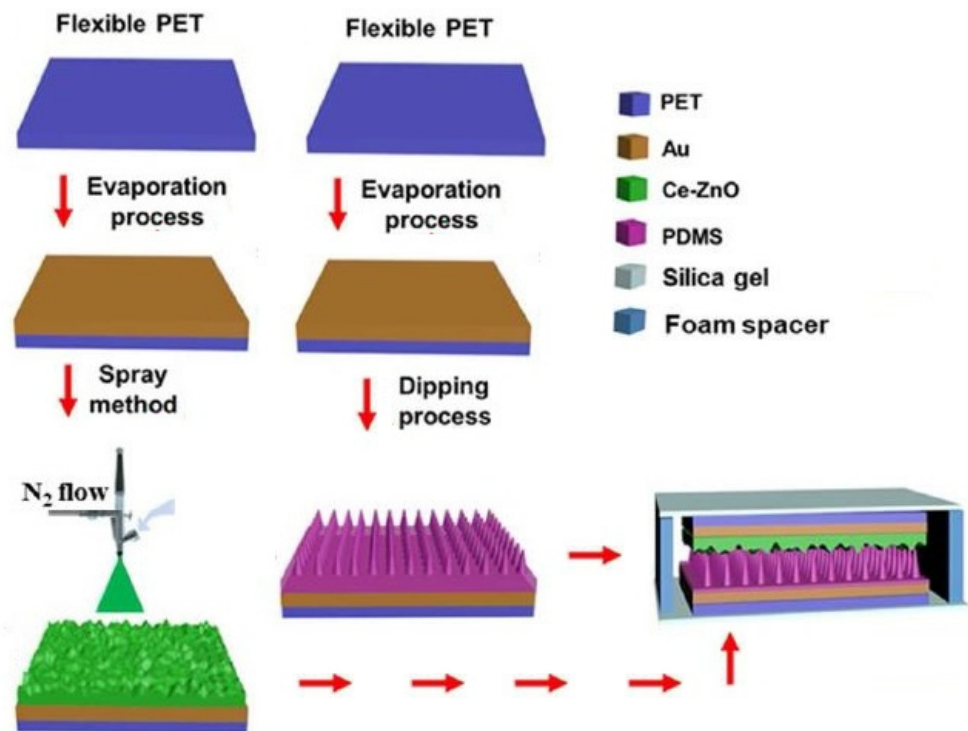 Flexible PET
Flexible PET
Evaporation
process
Evaporation
process
Spray
method
Dipping
process
N₂ flow
PET
Au
Ce-ZnO
PDMS
Silica gel
Foam spacer